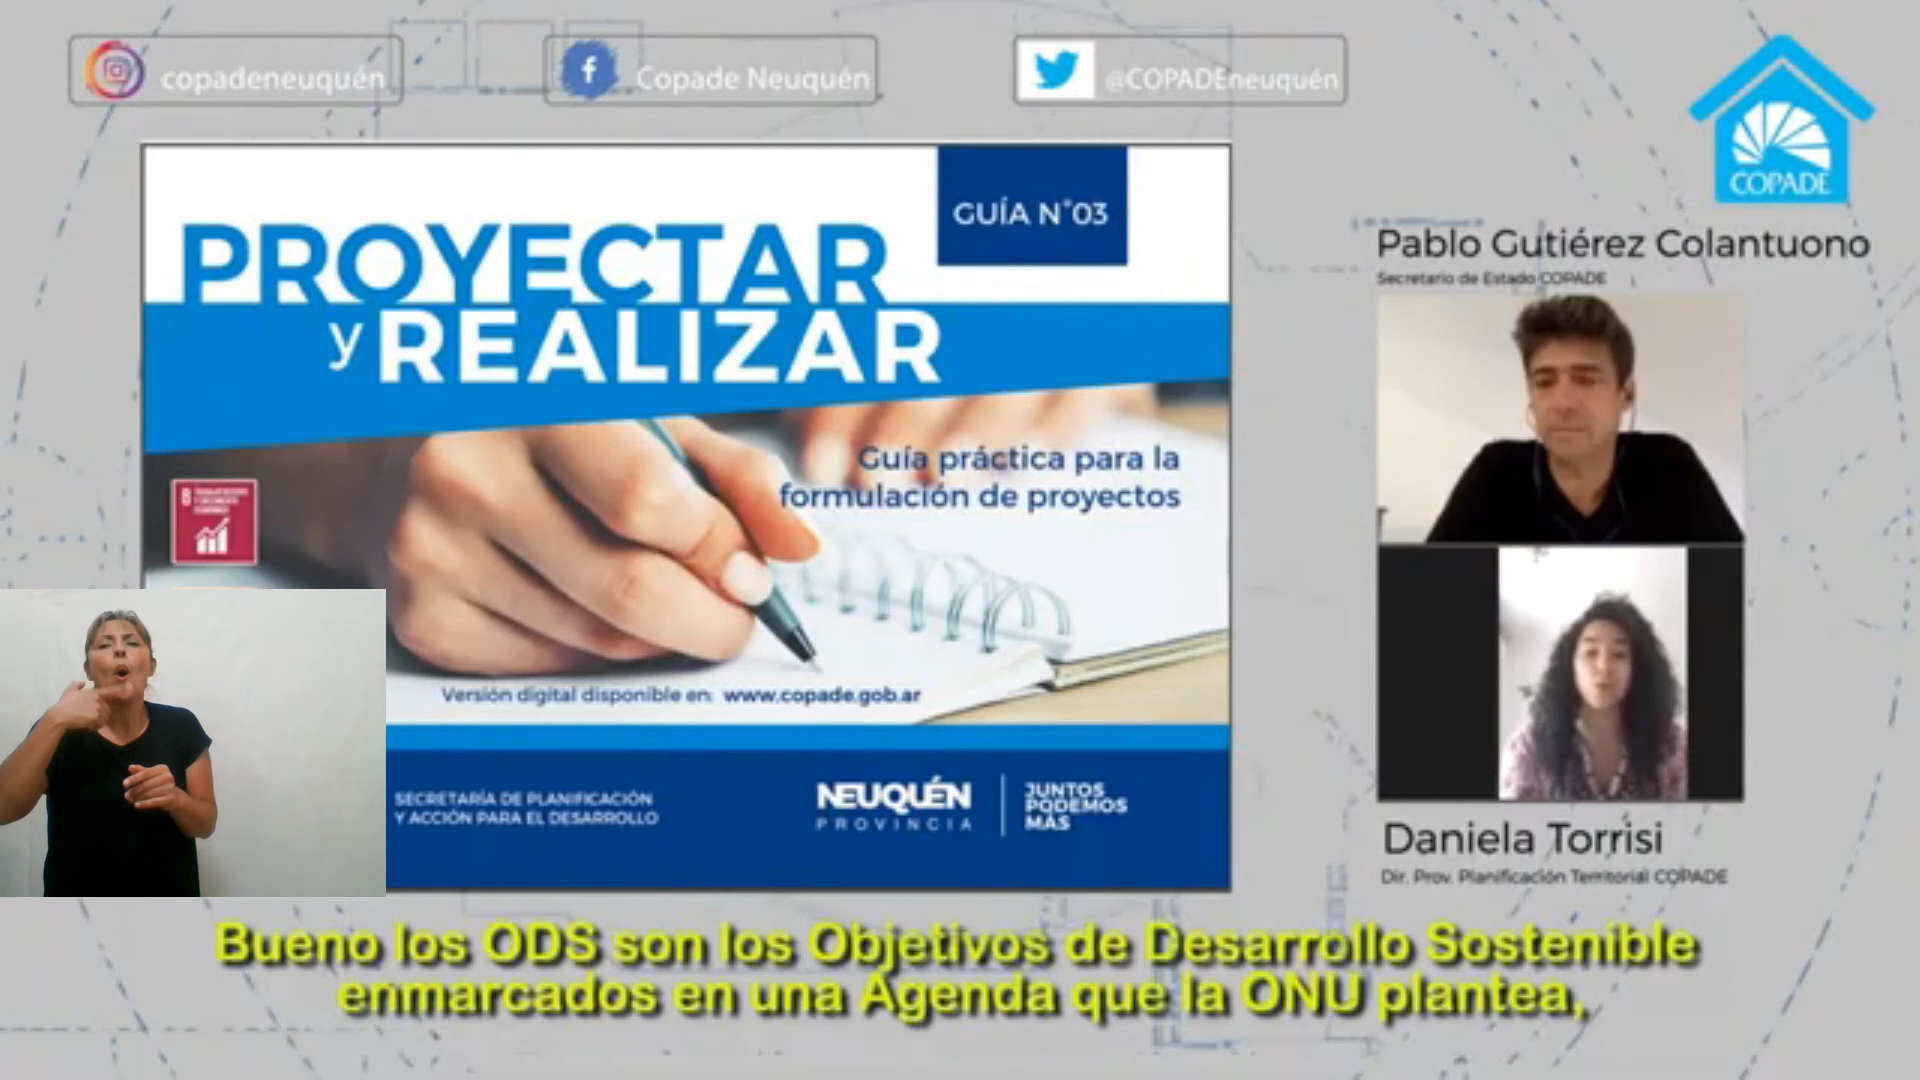 copadeneuquén
Copade Neuquén
@COPADEneuquén
COPADE
GUÍA N°03
PROYECTAR
y REALIZAR
Guía práctica para la
formulación de proyectos
8
Versión digital disponible en: www.copade.gob.ar
SECRETARÍA DE PLANIFICACIÓN
Y ACCIÓN PARA EL DESARROLLO
NEUQUÉN
PROVINCIA
JUNTOS
PODEMOS
MÁS
Pablo Gutiérez Colantuono
Secretario de Estado COPADE
Daniela Torrisi
Dir. Prov. Planificación Territorial COPADE
Bueno los ODS son los Objetivos de Desarrollo Sostenible
enmarcados en una Agenda que la ONU plantea,